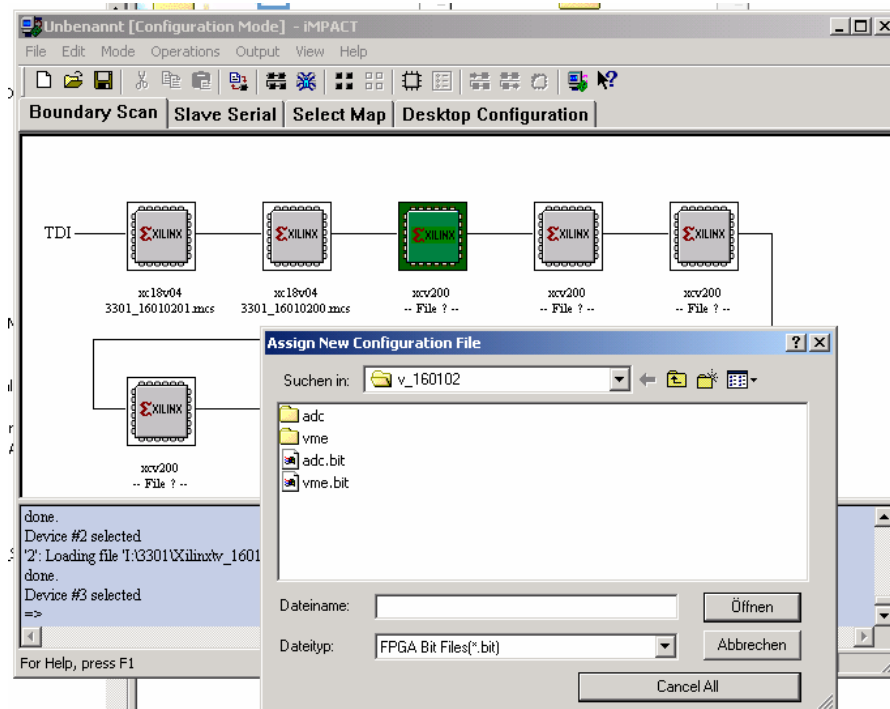 Unbenannt [Configuration Mode] - iMPACT
File Edit Mode Operations Output View Help
Boundary Scan Slave Serial Select Map Desktop Configuration
TDI XILINX XILINX XILINX XILINX XILINX
xc18v04 xc18v04 xcv200 xcv200 xcv200
3301_16010201.mcs 3301_16010200.mcs -- File ? -- -- File ? -- -- File ? --
XILINX
xcv200
-- File ? --
Assign New Configuration File
Suchen in: v_160102
adc
vme
adc.bit
vme.bit
Dateiname: Öffnen
Dateityp: FPGA Bit Files(*.bit) Abbrechen
Cancel All
done.
Device #2 selected
'2': Loading file 'I:\3301\Xilinx\v_1601
done.
Device #3 selected
=>
For Help, press F1